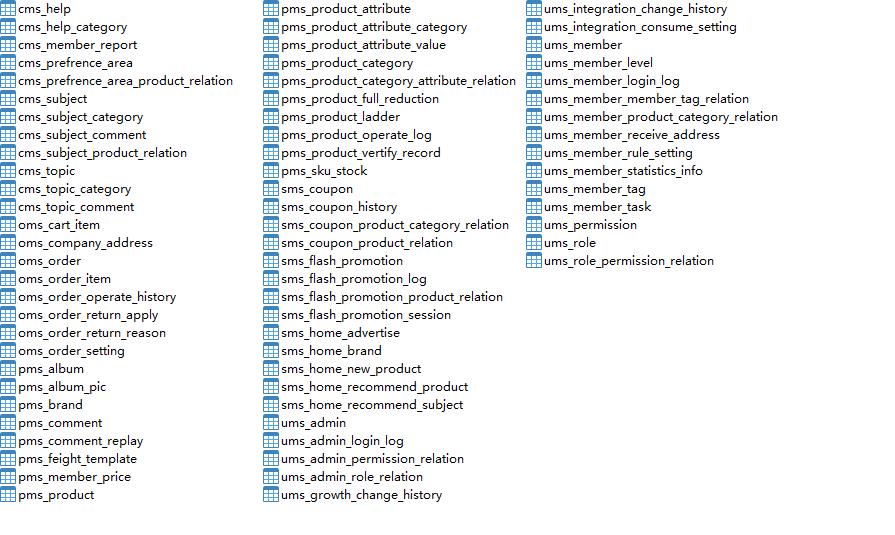 cms_help
cms_help_category
cms_member_report
cms_prefrence_area
cms_prefrence_area_product_relation
cms_subject
cms_subject_category
cms_subject_comment
cms_subject_product_relation
cms_topic
cms_topic_category
cms_topic_comment
oms_cart_item
oms_company_address
oms_order
oms_order_item
oms_order_operate_history
oms_order_return_apply
oms_order_return_reason
oms_order_setting
pms_album
pms_album_pic
pms_brand
pms_comment
pms_comment_replay
pms_feight_template
pms_member_price
pms_product
pms_product_attribute
pms_product_attribute_category
pms_product_attribute_value
pms_product_category
pms_product_category_attribute_relation
pms_product_full_reduction
pms_product_ladder
pms_product_operate_log
pms_product_vertify_record
pms_sku_stock
sms_coupon
sms_coupon_history
sms_coupon_product_category_relation
sms_coupon_product_relation
sms_flash_promotion
sms_flash_promotion_log
sms_flash_promotion_product_relation
sms_flash_promotion_session
sms_home_advertise
sms_home_brand
sms_home_new_product
sms_home_recommend_product
sms_home_recommend_subject
ums_admin
ums_admin_login_log
ums_admin_permission_relation
ums_admin_role_relation
ums_growth_change_history
ums_integration_change_history
ums_integration_consume_setting
ums_member
ums_member_level
ums_member_login_log
ums_member_member_tag_relation
ums_member_product_category_relation
ums_member_receive_address
ums_member_rule_setting
ums_member_statistics_info
ums_member_tag
ums_member_task
ums_permission
ums_role
ums_role_permission_relation